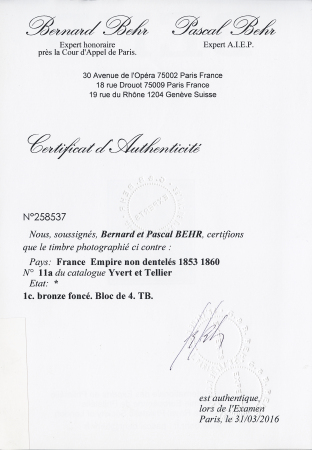 Bernard Behr Pascal Behr
Expert honoraire Expert A.I.E.P.
près la Cour d'Appel de Paris.
30 Avenue de l'Opéra 75002 Paris France
18 rue Drouot 75009 Paris France
19 rue du Rhône 1204 Genève Suisse
Certificat d'Authenticité
N°258537
Nous, soussignés, Bernard et Pascal BEHR, certifions
que le timbre photographié ci contre :
Pays: France Empire non dentelés 1853 1860
N° 11a du catalogue Yvert et Tellier
Etat: *
1c. bronze foncé. Bloc de 4. TB.
est authentique,
lors de l'Examen
Paris, le 31/03/2016